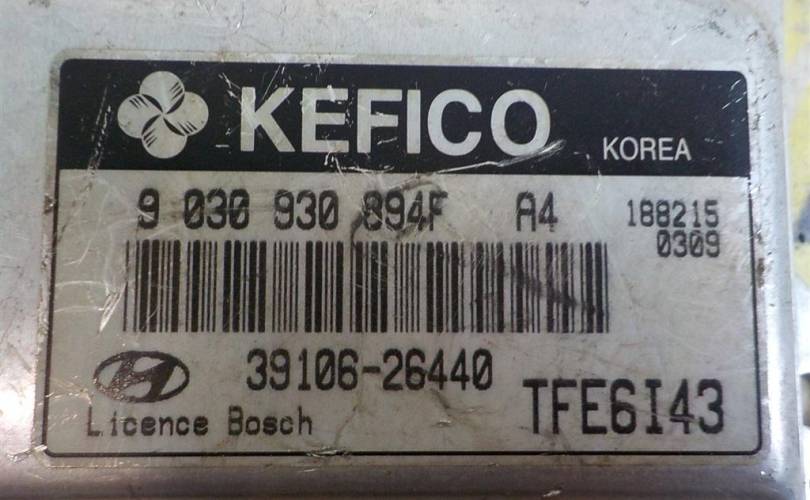 KEFICO KOREA
9 030 930 894F A4 188215
0309
39106-26440
Licence Bosch TFE6I43